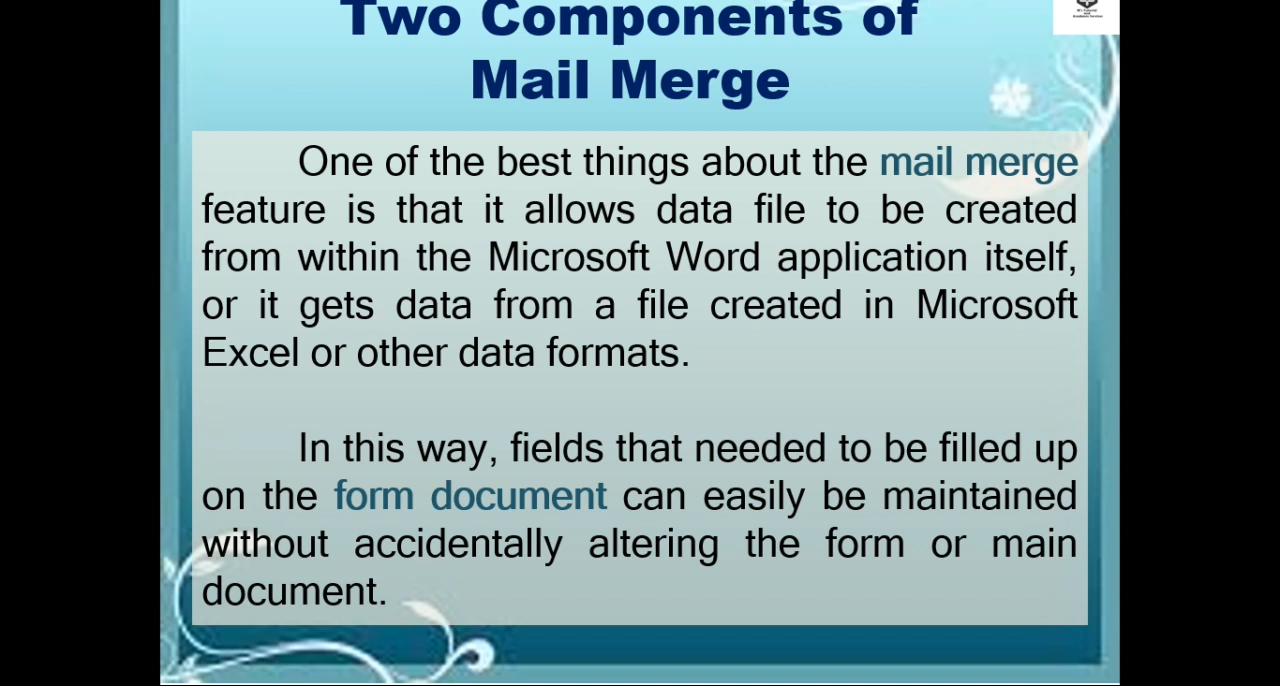 Two Components of
Mail Merge
One of the best things about the mail merge
feature is that it allows data file to be created
from within the Microsoft Word application itself,
or it gets data from a file created in Microsoft
Excel or other data formats.
In this way, fields that needed to be filled up
on the form document can easily be maintained
without accidentally altering the form or main
document.